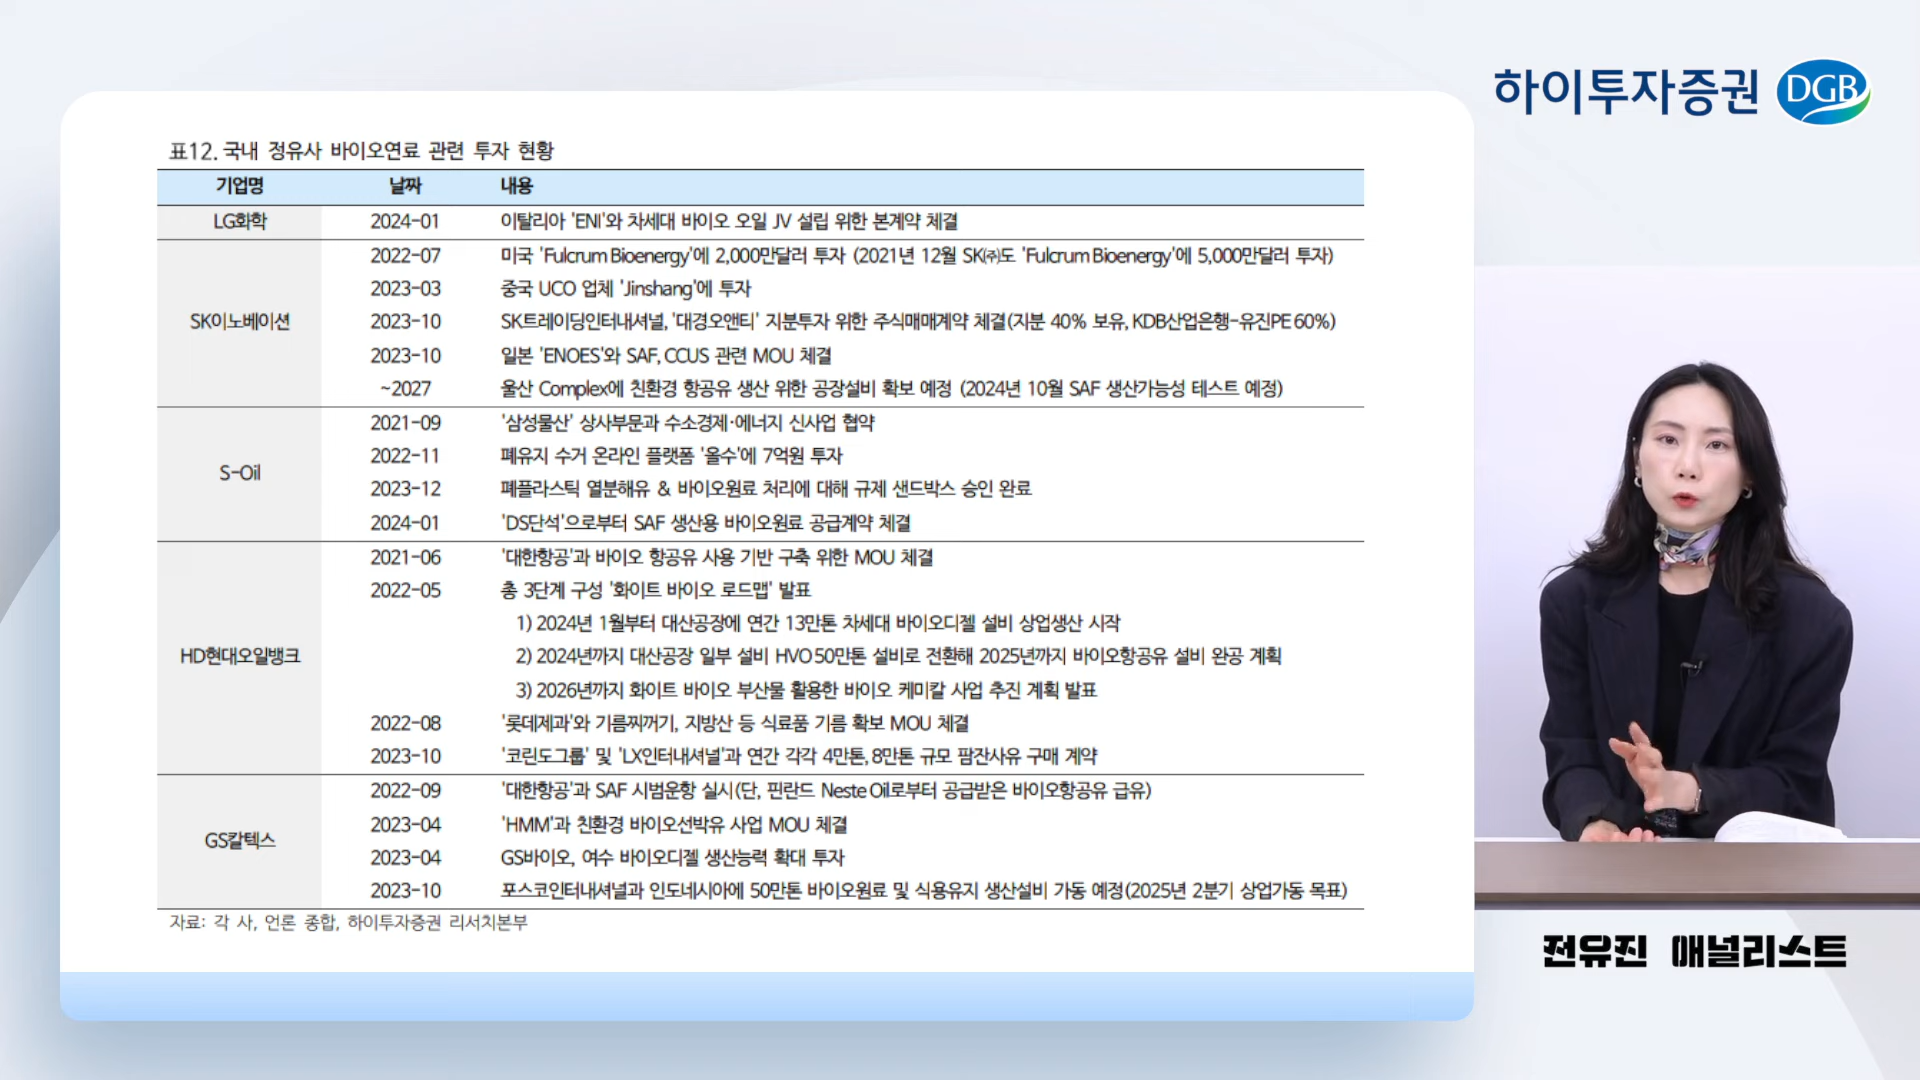 하이투자증권 DGB
표12. 국내 정유사 바이오연료 관련 투자 현황
기업명 날짜 내용
LG화학 2024-01 이탈리아 'ENI'와 차세대 바이오 오일 JV 설립 위한 본계약 체결
SK이노베이션
2022-07 미국 'Fulcrum Bioenergy'에 2,000만달러 투자 (2021년 12월 SK㈜도 'Fulcrum Bioenergy'에 5,000만달러 투자)
2023-03 중국 UCO 업체 'Jinshang'에 투자
2023-10 SK트레이딩인터내셔널, '대경오앤티' 지분투자 위한 주식매매계약 체결(지분 40% 보유, KDB산업은행-유진PE 60%)
2023-10 일본 'ENOES'와 SAF, CCUS 관련 MOU 체결
~2027 울산 Complex에 친환경 항공유 생산 위한 공장설비 확보 예정 (2024년 10월 SAF 생산가능성 테스트 예정)
S-Oil
2021-09 '삼성물산' 상사부문과 수소경제·에너지 신사업 협약
2022-11 폐유지 수거 온라인 플랫폼 '올수'에 7억원 투자
2023-12 폐플라스틱 열분해유 & 바이오원료 처리에 대해 규제 샌드박스 승인 완료
2024-01 'DS단석'으로부터 SAF 생산용 바이오원료 공급계약 체결
HD현대오일뱅크
2021-06 '대한항공'과 바이오 항공유 사용 기반 구축 위한 MOU 체결
2022-05 총 3단계 구성 '화이트 바이오 로드맵' 발표
1) 2024년 1월부터 대산공장에 연간 13만톤 차세대 바이오디젤 설비 상업생산 시작
2) 2024년까지 대산공장 일부 설비 HVO 50만톤 설비로 전환해 2025년까지 바이오항공유 설비 완공 계획
3) 2026년까지 화이트 바이오 부산물 활용한 바이오 케미칼 사업 추진 계획 발표
2022-08 '롯데제과'와 기름찌꺼기, 지방산 등 식료품 기름 확보 MOU 체결
2023-10 '코린도그룹' 및 'LX인터내셔널'과 연간 각각 4만톤, 8만톤 규모 팜잔사유 구매 계약
GS칼텍스
2022-09 '대한항공'과 SAF 시범운항 실시(단, 핀란드 Neste Oil로부터 공급받은 바이오항공유 급유)
2023-04 'HMM'과 친환경 바이오선박유 사업 MOU 체결
2023-04 GS바이오, 여수 바이오디젤 생산능력 확대 투자
2023-10 포스코인터내셔널과 인도네시아에 50만톤 바이오원료 및 식용유지 생산설비 가동 예정(2025년 2분기 상업가동 목표)
자료: 각 사, 언론 종합, 하이투자증권 리서치본부
전유진 애널리스트